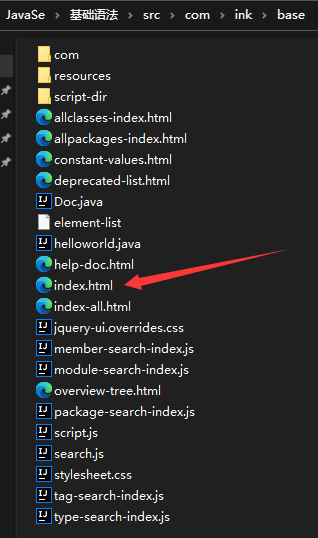 JavaSe > 基础语法 > src > com > ink > base
com
resources
script-dir
allclasses-index.html
allpackages-index.html
constant-values.html
deprecated-list.html
Doc.java
element-list
helloworld.java
help-doc.html
index.html
index-all.html
jquery-ui.overrides.css
member-search-index.js
module-search-index.js
overview-tree.html
package-search-index.js
script.js
search.js
stylesheet.css
tag-search-index.js
type-search-index.js